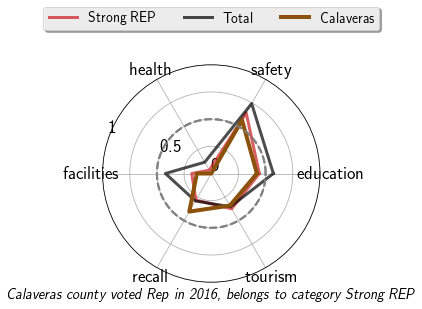 Strong REP Total Calaveras
health safety
1
0.5
0
facilities education
recall tourism
Calaveras county voted Rep in 2016, belongs to category Strong REP